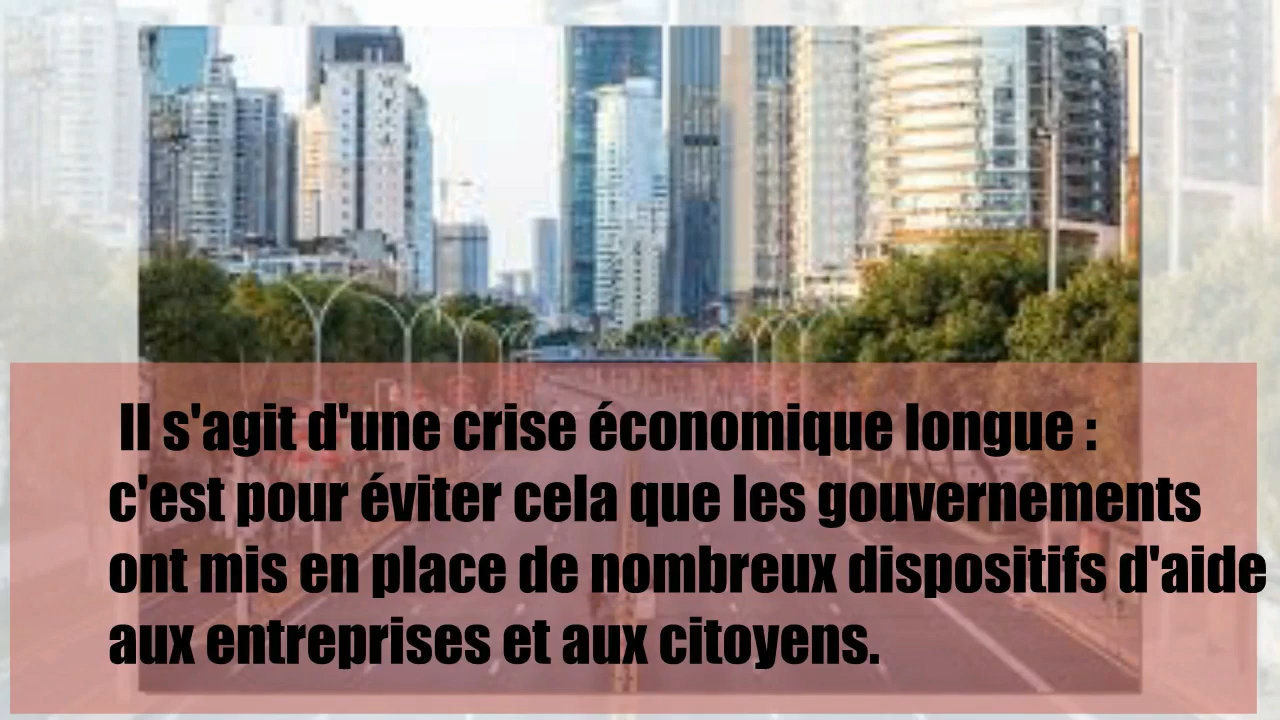 Il s'agit d'une crise économique longue :
c'est pour éviter cela que les gouvernements
ont mis en place de nombreux dispositifs d'aide
aux entreprises et aux citoyens.